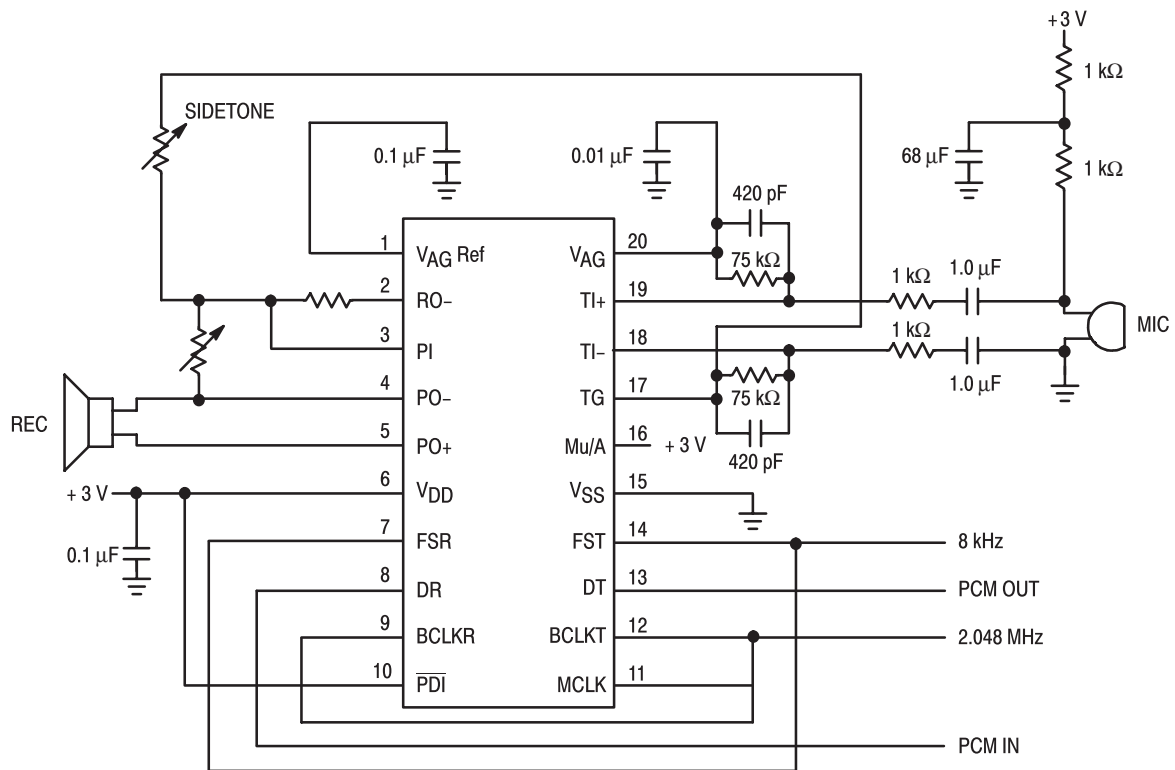 + 3 V
1 kΩ
SIDETONE
0.1 µF
0.01 µF
68 µF
1 kΩ
420 pF
1 VAG Ref
VAG 20
75 kΩ
1 kΩ
1.0 µF
2 RO–
TI+ 19
1 kΩ
MIC
3 PI
TI– 18
1.0 µF
4 PO–
TG 17
75 kΩ
REC
5 PO+
Mu/A 16
+ 3 V
420 pF
+ 3 V
6 VDD
VSS 15
7 FSR
FST 14
8 kHz
0.1 µF
8 DR
DT 13
PCM OUT
9 BCLKR
BCLKT 12
2.048 MHz
10 PDI
MCLK 11
PCM IN